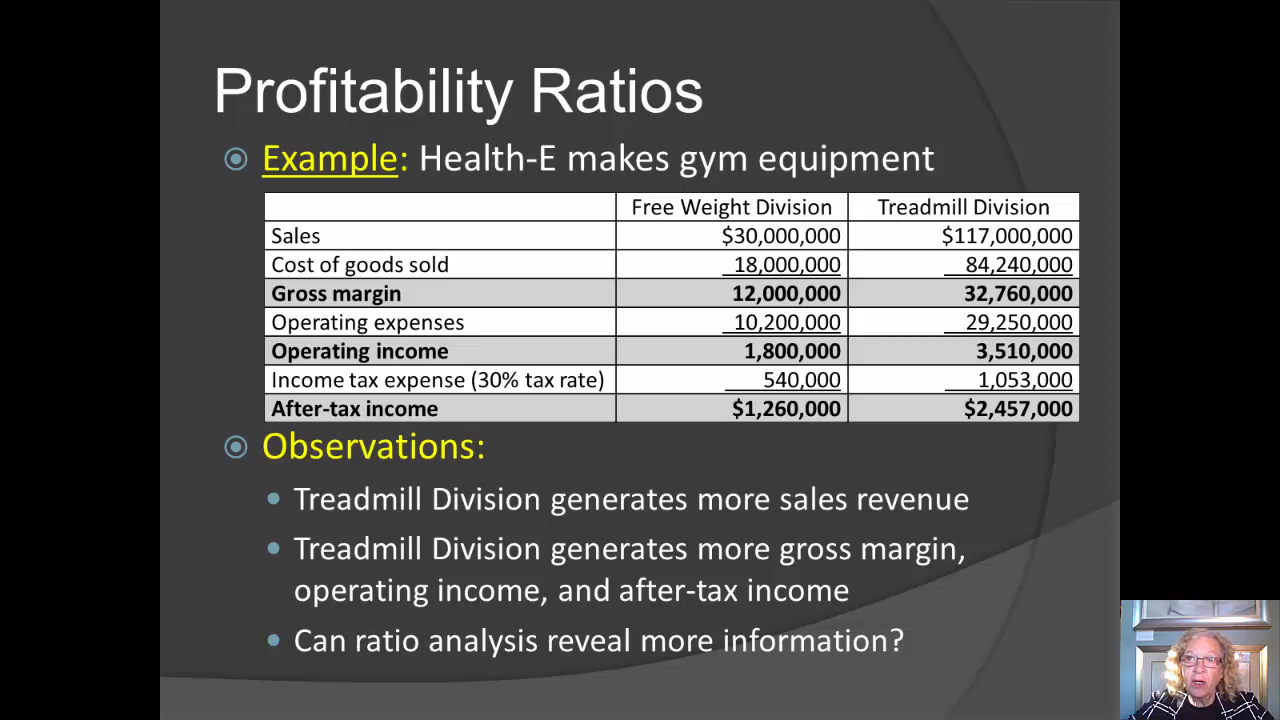 Profitability Ratios
Example: Health-E makes gym equipment
Free Weight Division Treadmill Division
Sales $30,000,000 $117,000,000
Cost of goods sold 18,000,000 84,240,000
Gross margin 12,000,000 32,760,000
Operating expenses 10,200,000 29,250,000
Operating income 1,800,000 3,510,000
Income tax expense (30% tax rate) 540,000 1,053,000
After-tax income $1,260,000 $2,457,000
Observations:
Treadmill Division generates more sales revenue
Treadmill Division generates more gross margin,
operating income, and after-tax income
Can ratio analysis reveal more information?